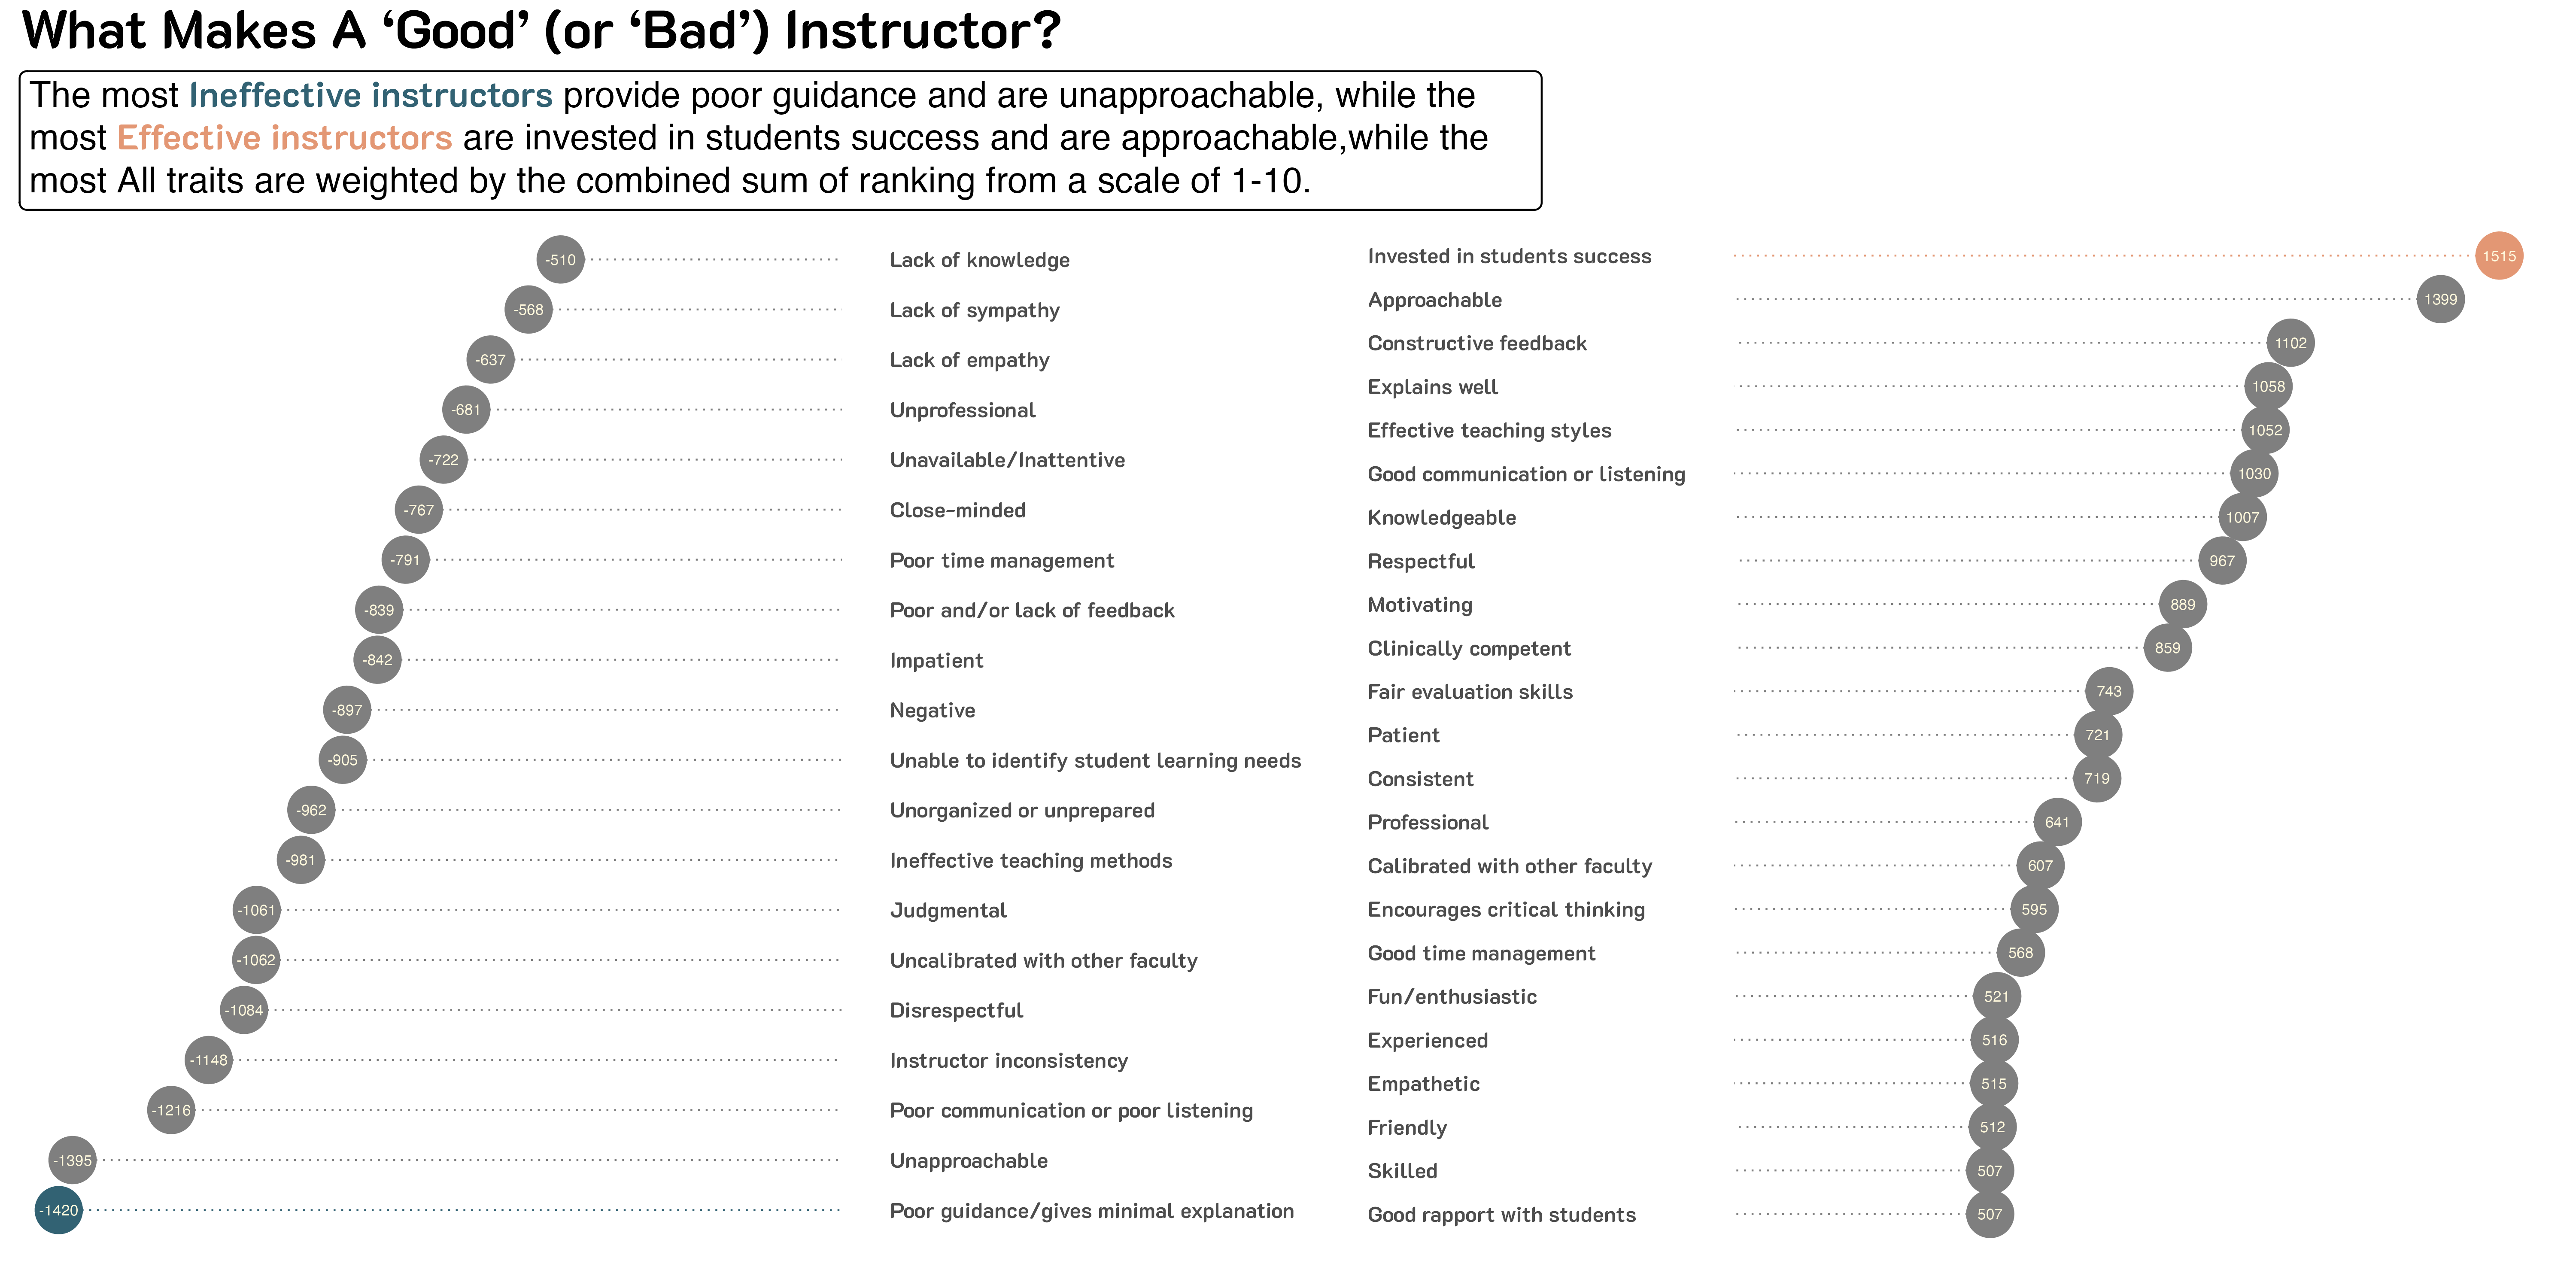 What Makes A ‘Good’ (or ‘Bad’) Instructor?
The most Ineffective instructors provide poor guidance and are unapproachable, while the
most Effective instructors are invested in students success and are approachable,while the
most All traits are weighted by the combined sum of ranking from a scale of 1-10.
-510 Lack of knowledge
-568 Lack of sympathy
-637 Lack of empathy
-681 Unprofessional
-722 Unavailable/Inattentive
-767 Close-minded
-791 Poor time management
-839 Poor and/or lack of feedback
-842 Impatient
-897 Negative
-905 Unable to identify student learning needs
-962 Unorganized or unprepared
-981 Ineffective teaching methods
-1061 Judgmental
-1062 Uncalibrated with other faculty
-1084 Disrespectful
-1148 Instructor inconsistency
-1216 Poor communication or poor listening
-1395 Unapproachable
-1420 Poor guidance/gives minimal explanation
Invested in students success 1515
Approachable 1399
Constructive feedback 1102
Explains well 1058
Effective teaching styles 1052
Good communication or listening 1030
Knowledgeable 1007
Respectful 967
Motivating 889
Clinically competent 859
Fair evaluation skills 743
Patient 721
Consistent 719
Professional 641
Calibrated with other faculty 607
Encourages critical thinking 595
Good time management 568
Fun/enthusiastic 521
Experienced 516
Empathetic 515
Friendly 512
Skilled 507
Good rapport with students 507